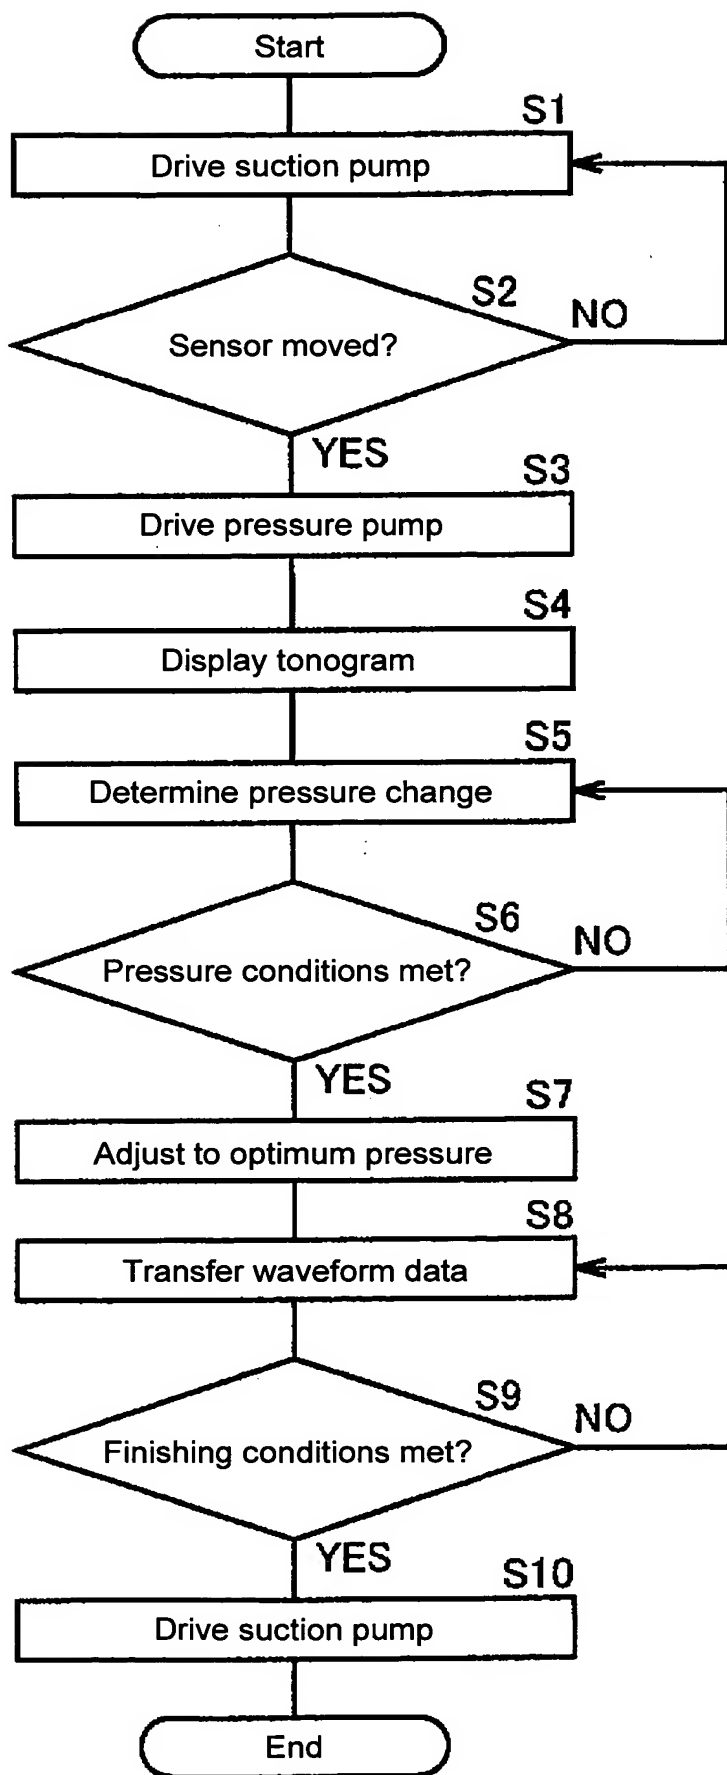 Start
S1
Drive suction pump
S2
NO
Sensor moved?
YES
S3
Drive pressure pump
S4
Display tonogram
S5
Determine pressure change
S6
NO
Pressure conditions met?
YES
S7
Adjust to optimum pressure
S8
Transfer waveform data
S9
NO
Finishing conditions met?
YES
S10
Drive suction pump
End